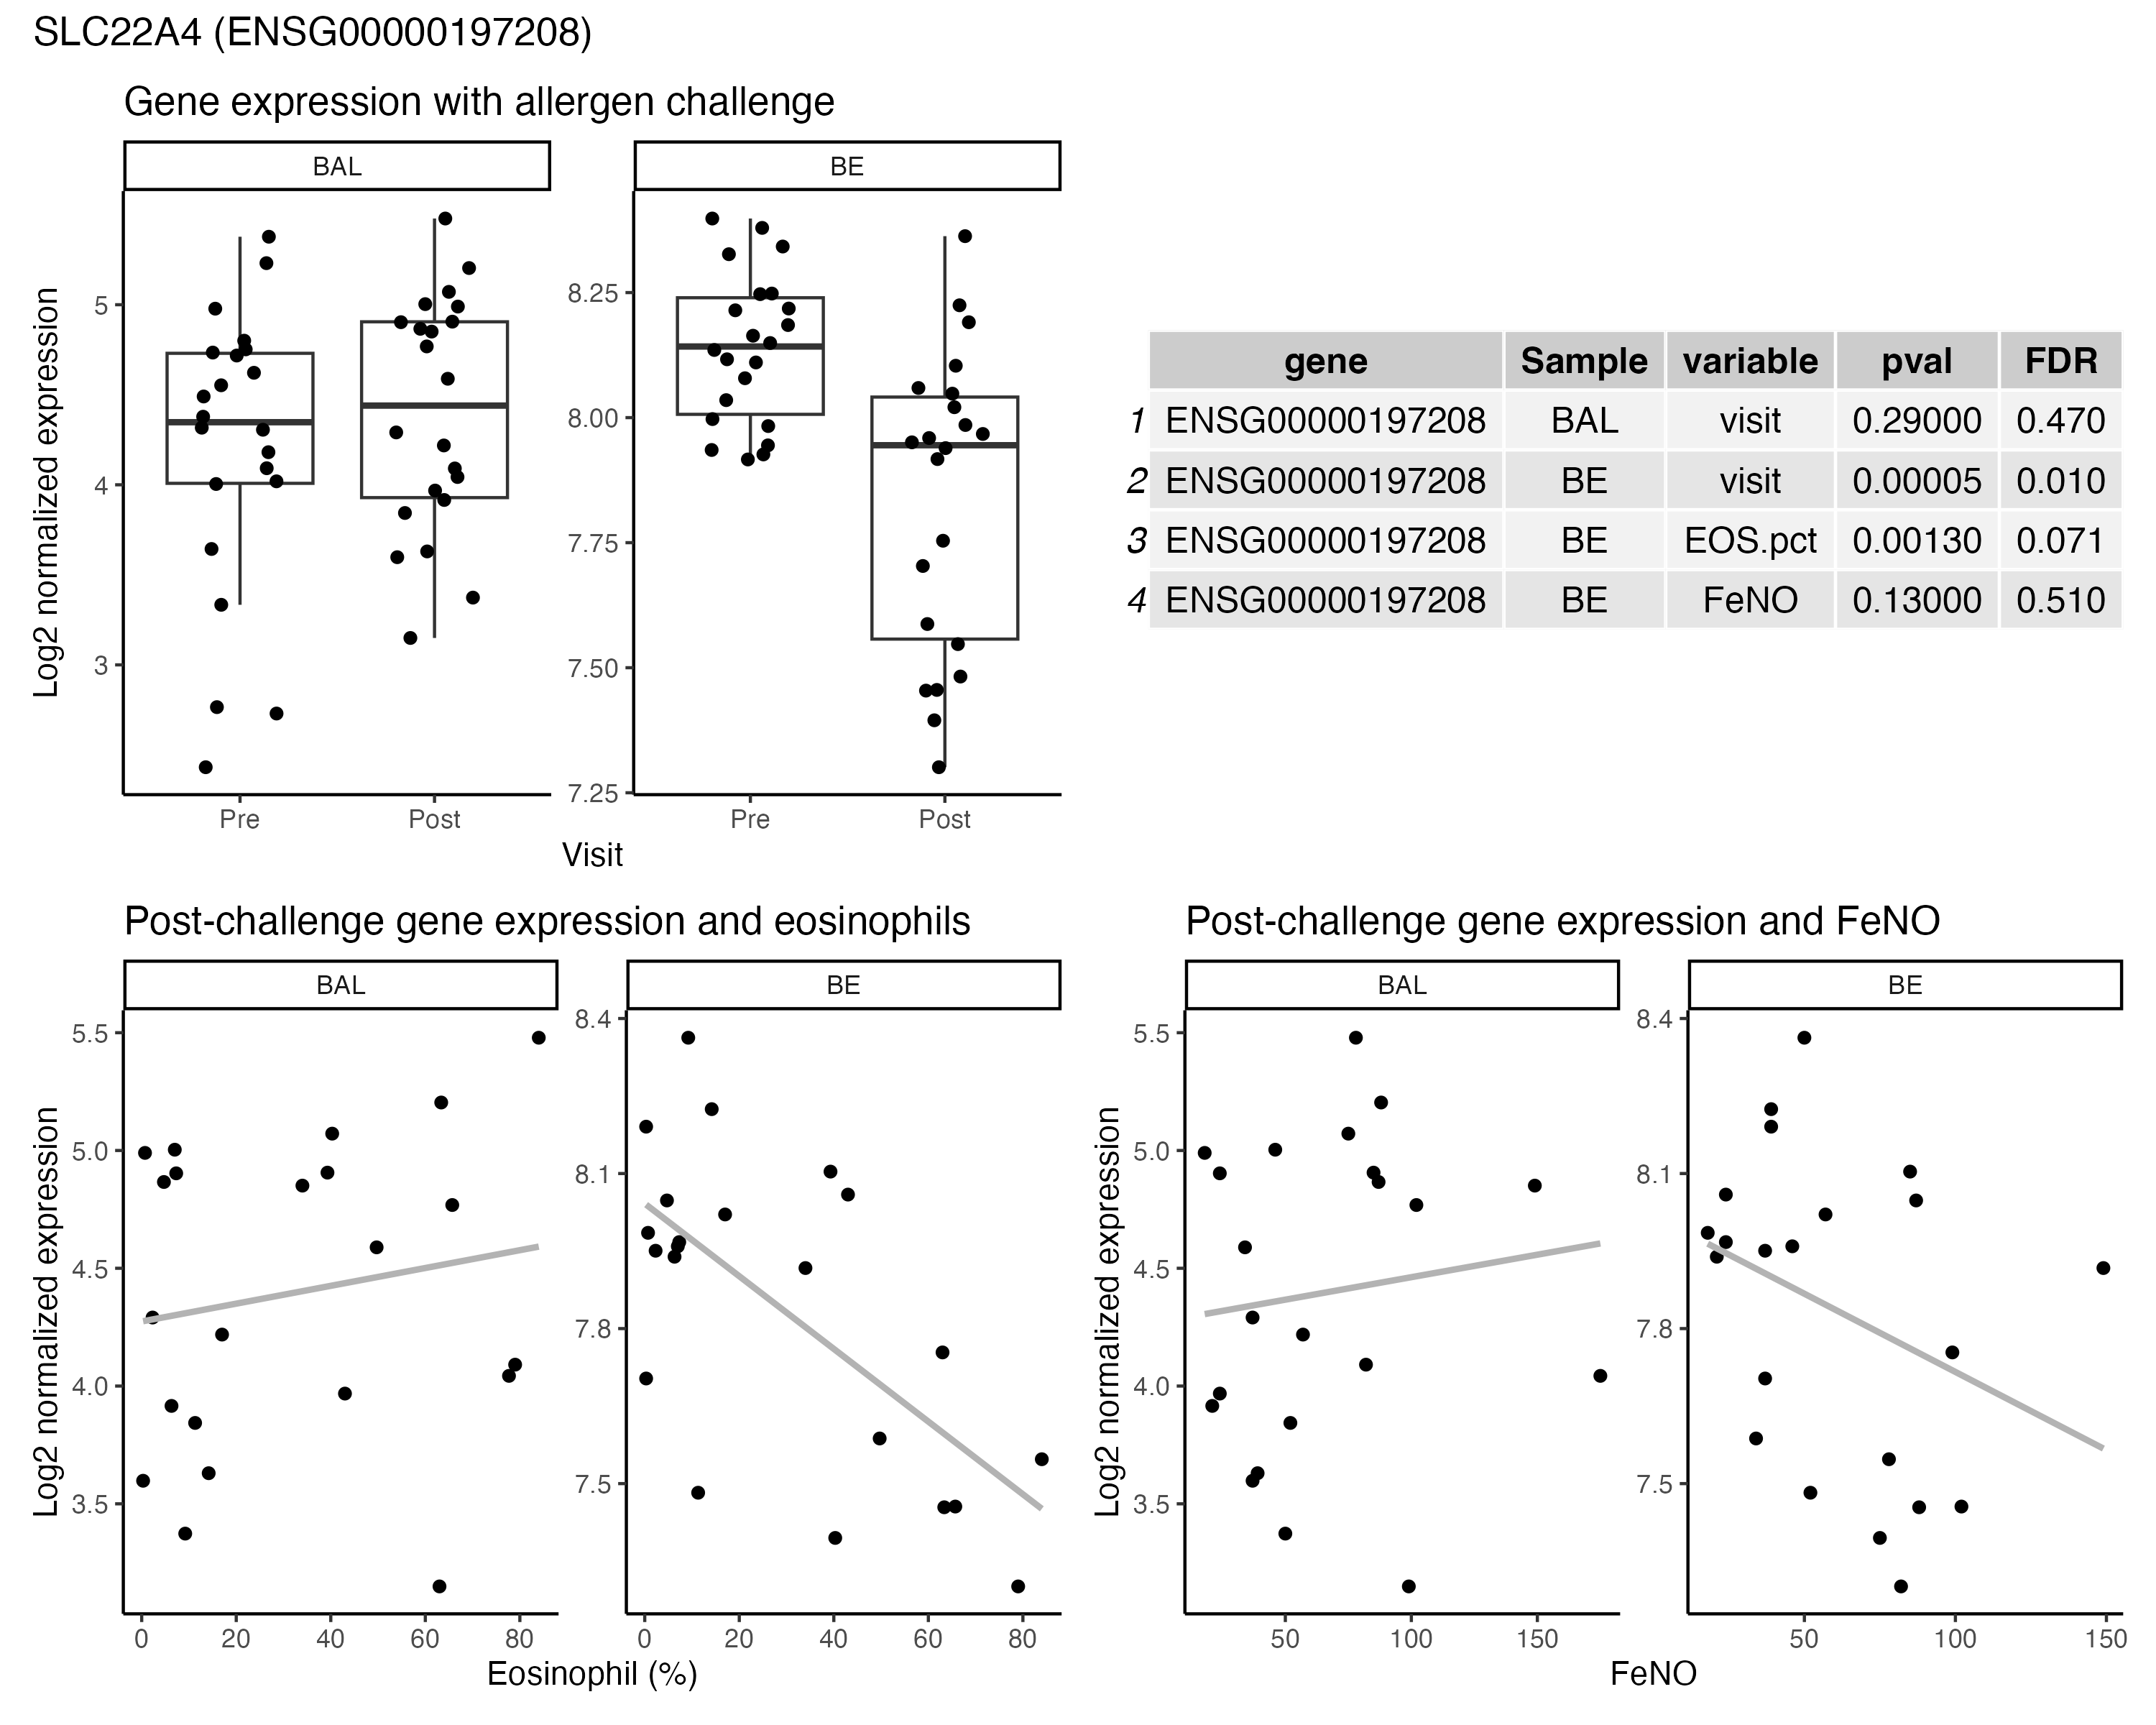 SLC22A4 (ENSG00000197208)
Gene expression with allergen challenge
BAL
BE
Log2 normalized expression
5
4
3
8.25
8.00
7.75
7.50
7.25
Pre
Post
Pre
Post
Visit
gene Sample variable pval FDR
1 ENSG00000197208 BAL visit 0.29000 0.470
2 ENSG00000197208 BE visit 0.00005 0.010
3 ENSG00000197208 BE EOS.pct 0.00130 0.071
4 ENSG00000197208 BE FeNO 0.13000 0.510
Post-challenge gene expression and eosinophils
BAL
BE
Log2 normalized expression
5.5
5.0
4.5
4.0
3.5
8.4
8.1
7.8
7.5
0 20 40 60 80
0 20 40 60 80
Eosinophil (%)
Post-challenge gene expression and FeNO
BAL
BE
Log2 normalized expression
5.5
5.0
4.5
4.0
3.5
8.4
8.1
7.8
7.5
50 100 150
50 100 150
FeNO